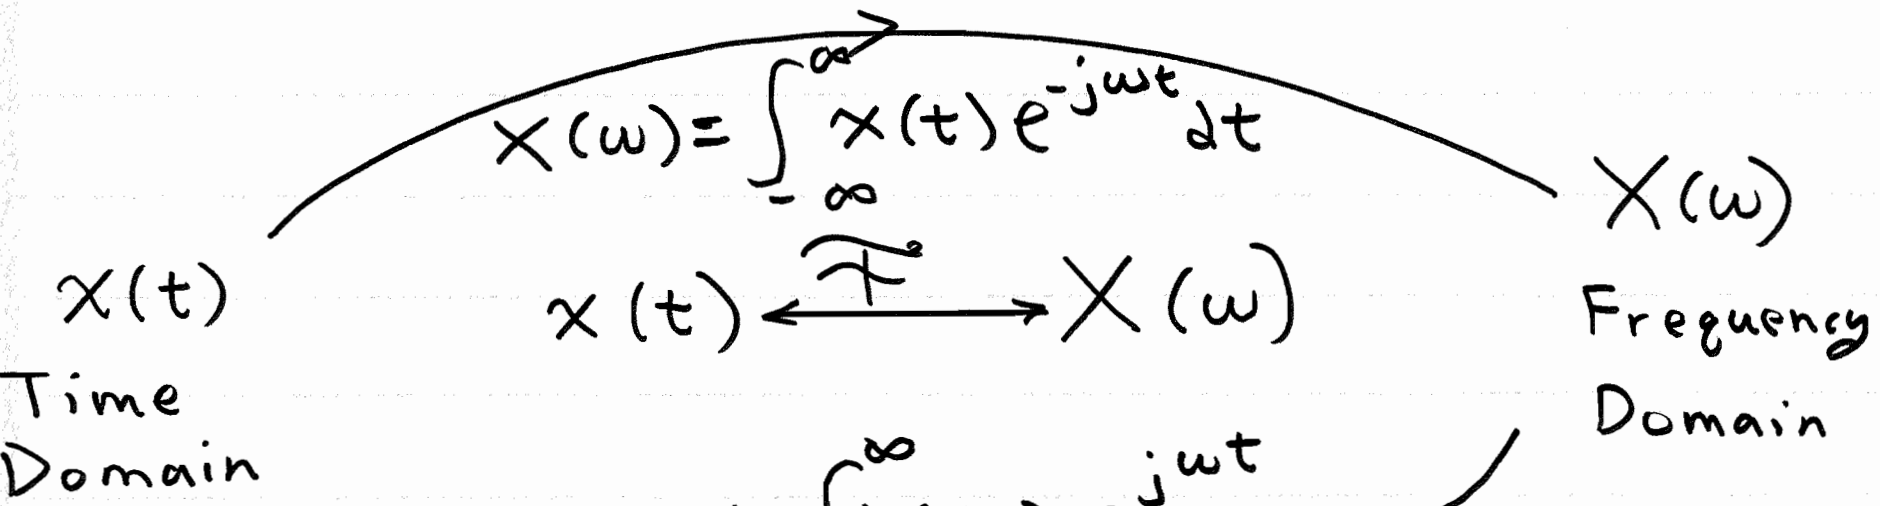 X(ω) = ∫_{-∞}^{∞} x(t) e^{-jωt} dt
x(t)
Time
Domain
x(t) ⟷^{ℱ} X(ω)
X(ω)
Frequency
Domain
∞ jωt